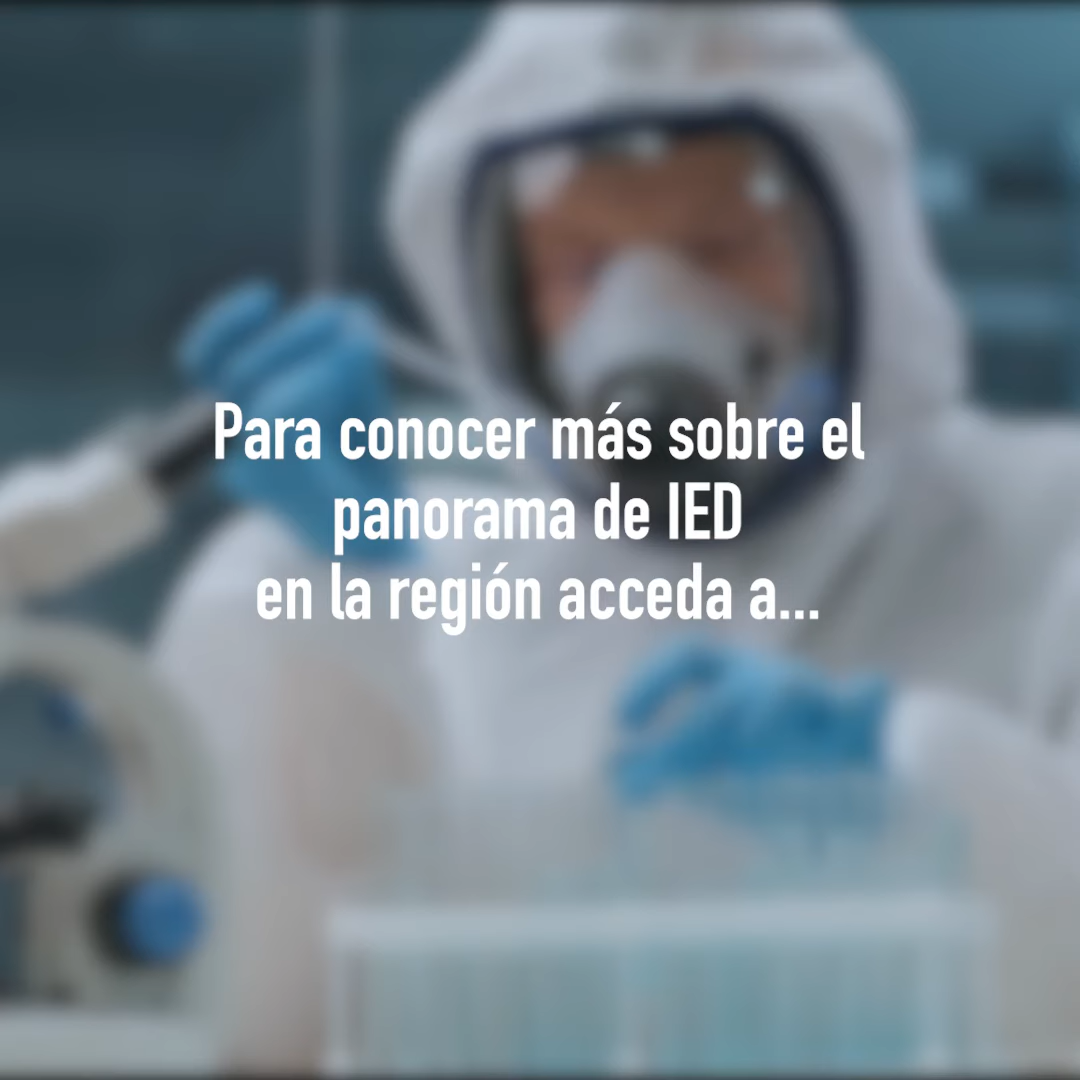 Para conocer más sobre el
panorama de IED
en la región acceda a...